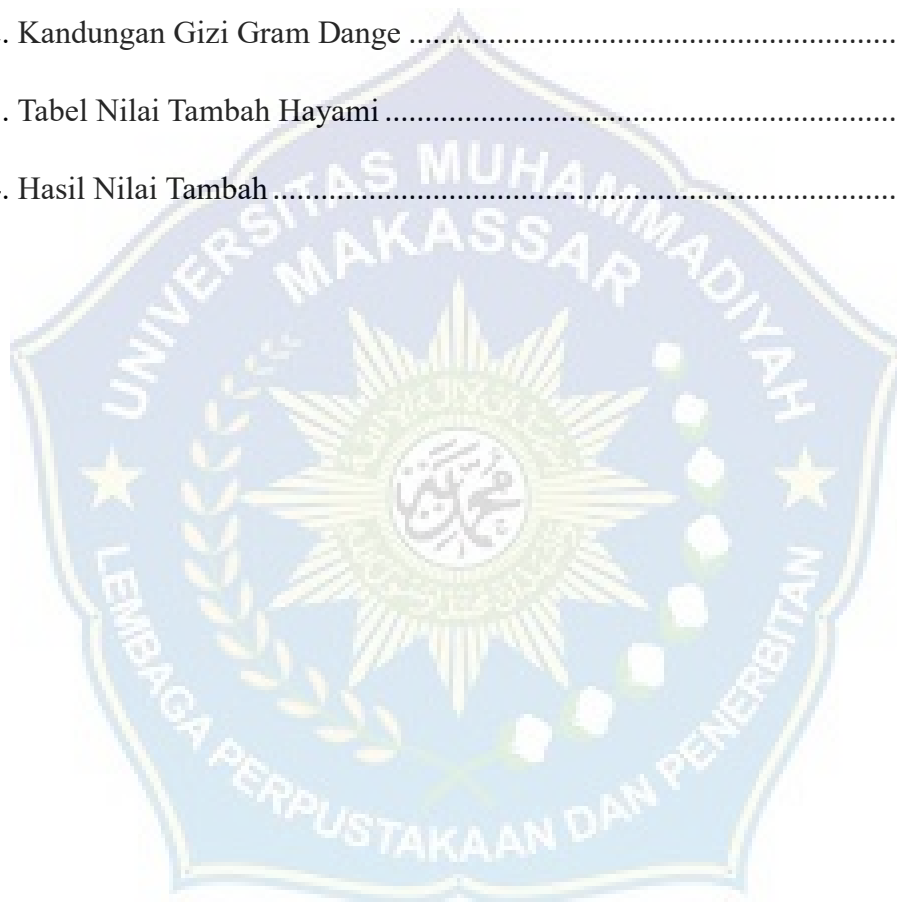 . Kandungan Gizi Gram Dange ..............................................................
. Tabel Nilai Tambah Hayami .................................................................
. Hasil Nilai Tambah ...............................................................................
UNIVERSITAS MUHAMMADIYAH
MAKASSAR
LEMBAGA PERPUSTAKAAN DAN PENERBITAN